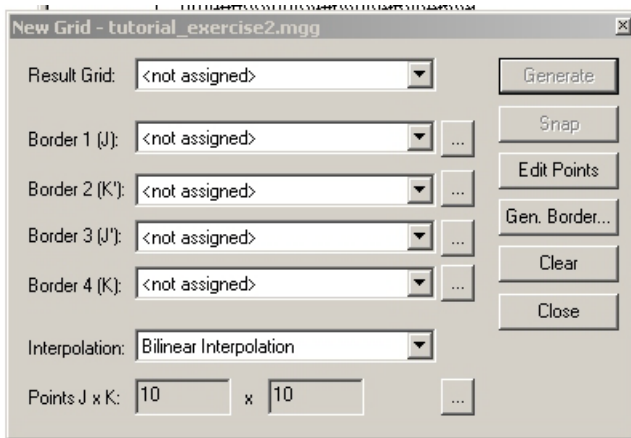 New Grid - tutorial_exercise2.mgg
Result Grid: <not assigned> Generate
Snap
Border 1 (J): <not assigned> ...
Edit Points
Border 2 (K'): <not assigned> ...
Gen. Border...
Border 3 (J'): <not assigned> ...
Clear
Border 4 (K): <not assigned> ...
Close
Interpolation: Bilinear Interpolation
Points J x K: 10 x 10 ...